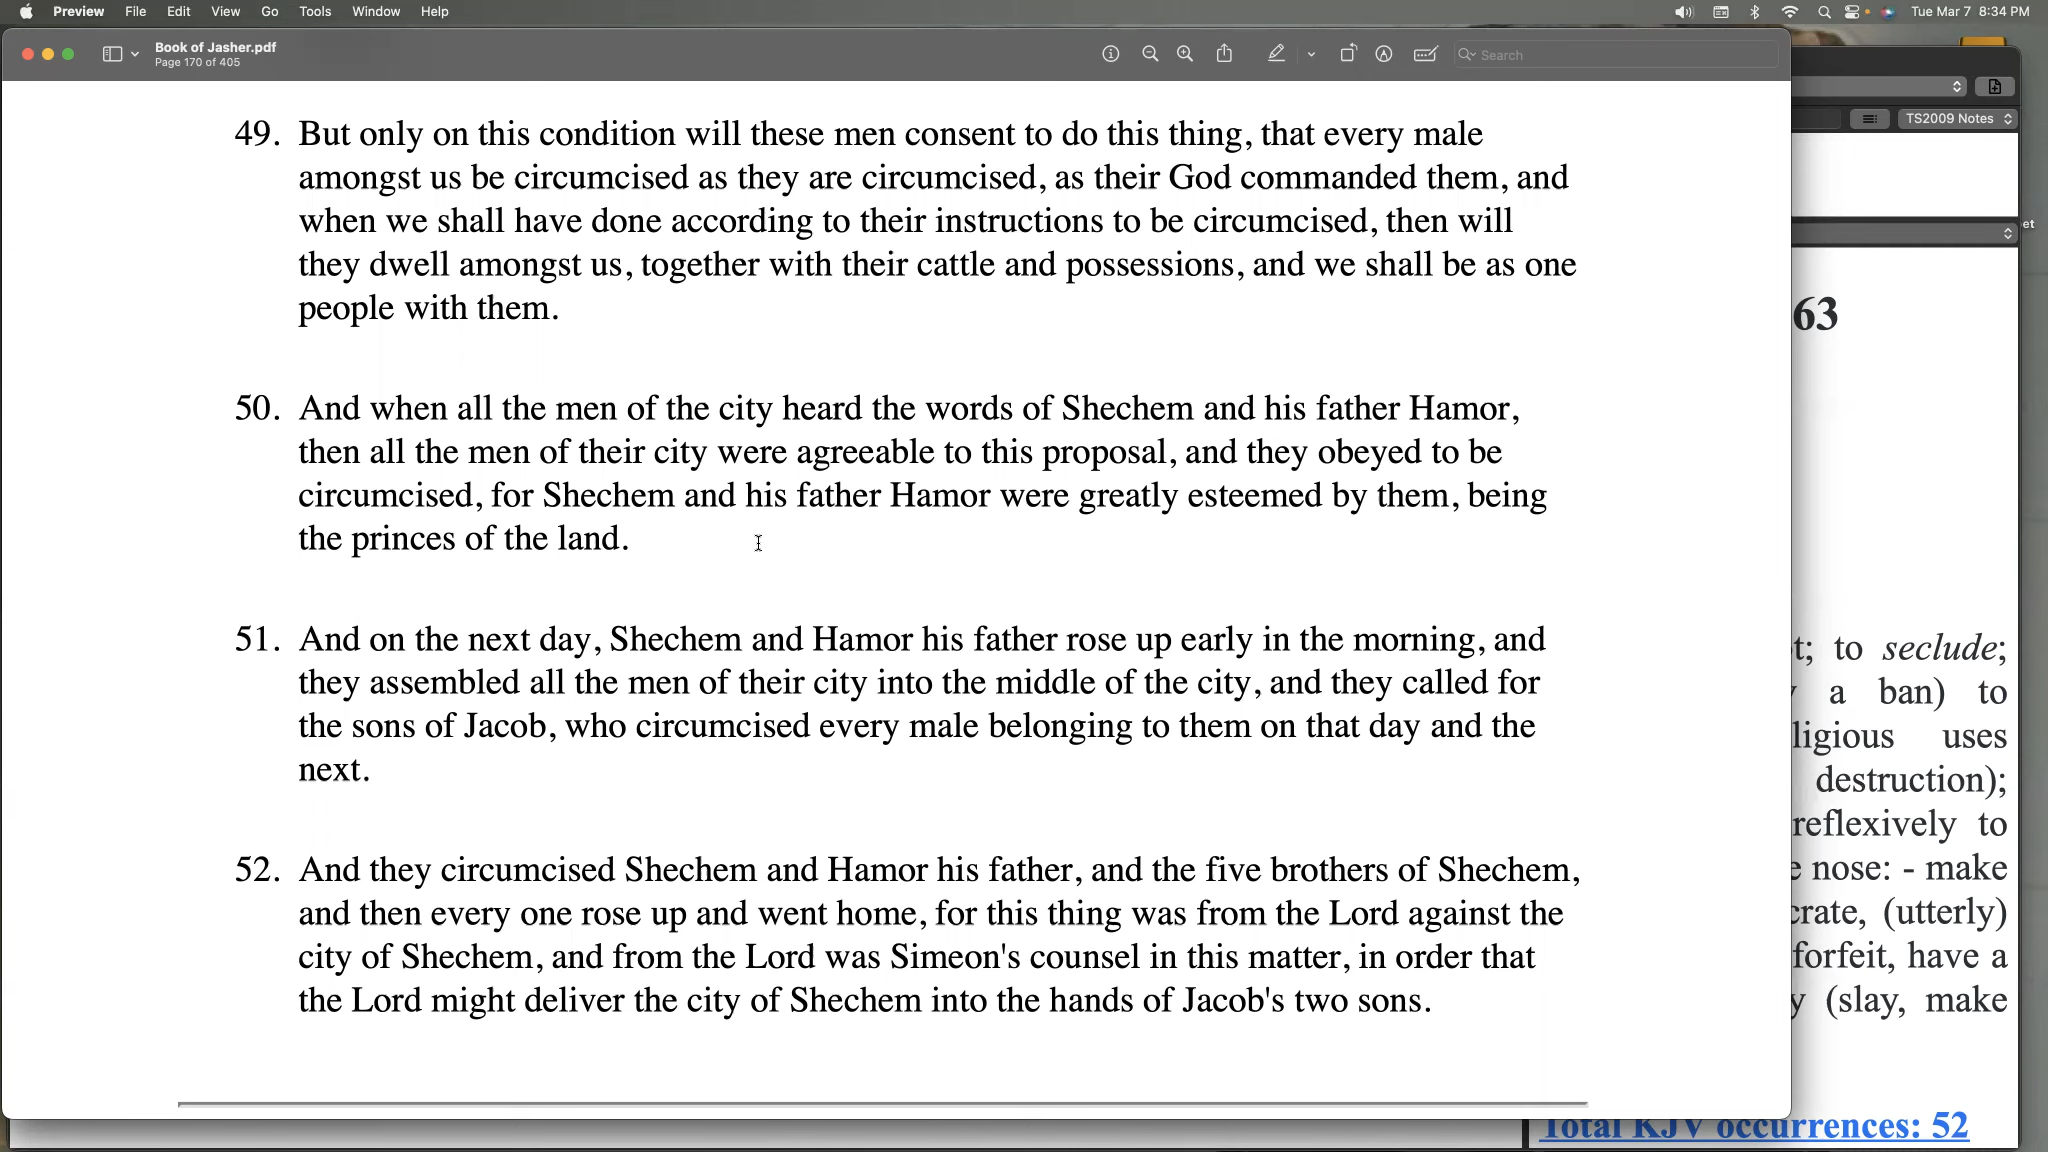 Preview File Edit View Go Tools Window Help
Tue Mar 7 8:34 PM
Book of Jasher.pdf
Page 170 of 405
Search
49. But only on this condition will these men consent to do this thing, that every male
amongst us be circumcised as they are circumcised, as their God commanded them, and
when we shall have done according to their instructions to be circumcised, then will
they dwell amongst us, together with their cattle and possessions, and we shall be as one
people with them.
50. And when all the men of the city heard the words of Shechem and his father Hamor,
then all the men of their city were agreeable to this proposal, and they obeyed to be
circumcised, for Shechem and his father Hamor were greatly esteemed by them, being
the princes of the land.
51. And on the next day, Shechem and Hamor his father rose up early in the morning, and
they assembled all the men of their city into the middle of the city, and they called for
the sons of Jacob, who circumcised every male belonging to them on that day and the
next.
52. And they circumcised Shechem and Hamor his father, and the five brothers of Shechem,
and then every one rose up and went home, for this thing was from the Lord against the
city of Shechem, and from the Lord was Simeon's counsel in this matter, in order that
the Lord might deliver the city of Shechem into the hands of Jacob's two sons.
TS2009 Notes
et
63
t; to seclude;
a ban) to
ligious uses
destruction);
reflexively to
e nose: - make
crate, (utterly)
forfeit, have a
y (slay, make
Total KJV occurrences: 52